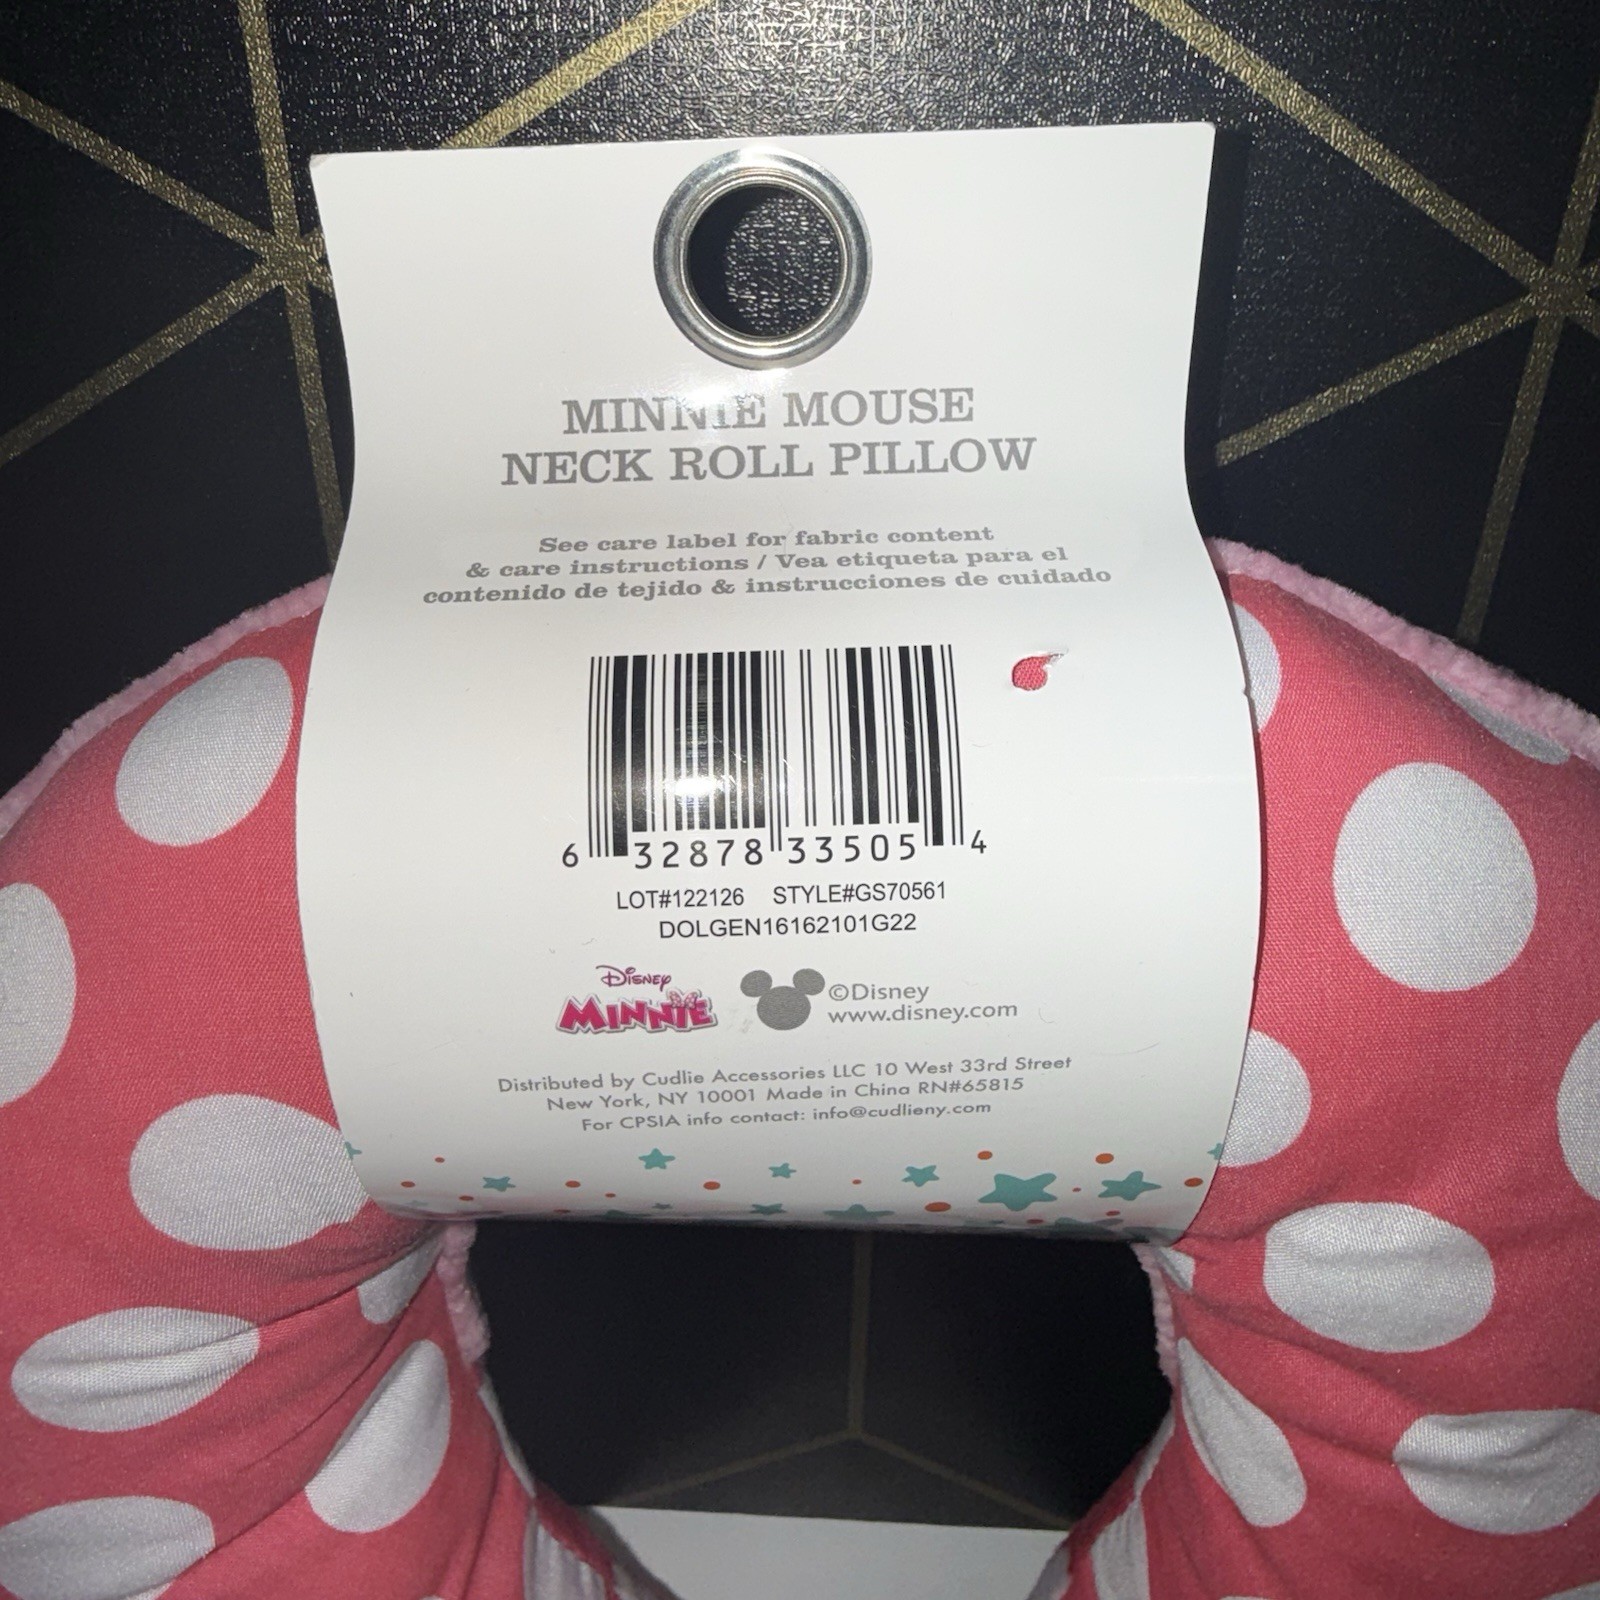 MINNIE MOUSE
NECK ROLL PILLOW
See care label for fabric content
& care instructions / Vea etiqueta para el
contenido de tejido & instrucciones de cuidado
6 32878 33505 4
LOT#122126 STYLE#GS70561
DOLGEN16162101G22
Disney
MINNIE
©Disney
www.disney.com
Distributed by Cudlie Accessories LLC 10 West 33rd Street
New York, NY 10001 Made in China RN#65815
For CPSIA info contact: info@cudlieny.com